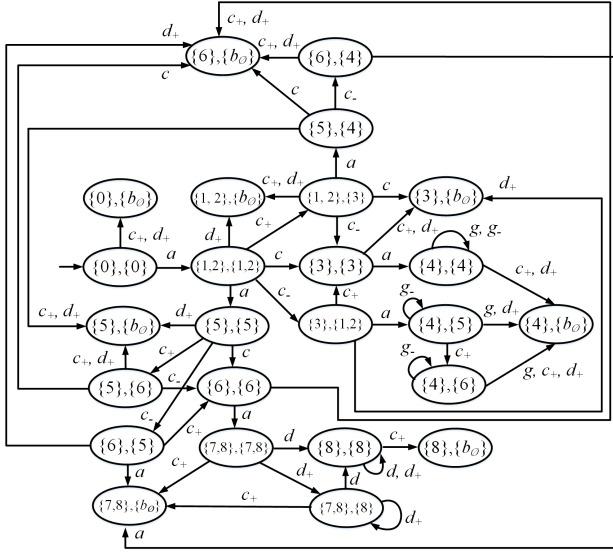 d₊
c₊, d₊
{6},{b∅}
c₊, d₊
{6},{4}
c
c
c₋
{5},{4}
a
{0},{b∅}
{1, 2},{b∅}
c₊, d₊
{1, 2},{3}
c
{3},{b∅}
d₊
c₊, d₊
d₊
c₊
c₋
c₊, d₊
g, g₋
{0},{0}
a
{1,2},{1,2}
c
{3},{3}
a
{4},{4}
c₊, d₊
a
c₋
c₊
g₋
c₊, d₊
{5},{b∅}
d₊
{5},{5}
{3},{1,2}
a
{4},{5}
g, d₊
{4},{b∅}
c₊, d₊
c₊
c
g₋
c₊
{5},{6}
c₋
{6},{6}
{4},{6}
g, c₊, d₊
c₋
c₊
a
{6},{5}
{7,8},{7,8}
d
{8},{8}
c₊
{8},{b∅}
a
c₊
d₊
d
d, d₊
{7,8},{b∅}
c₊
{7,8},{8}
d₊
a